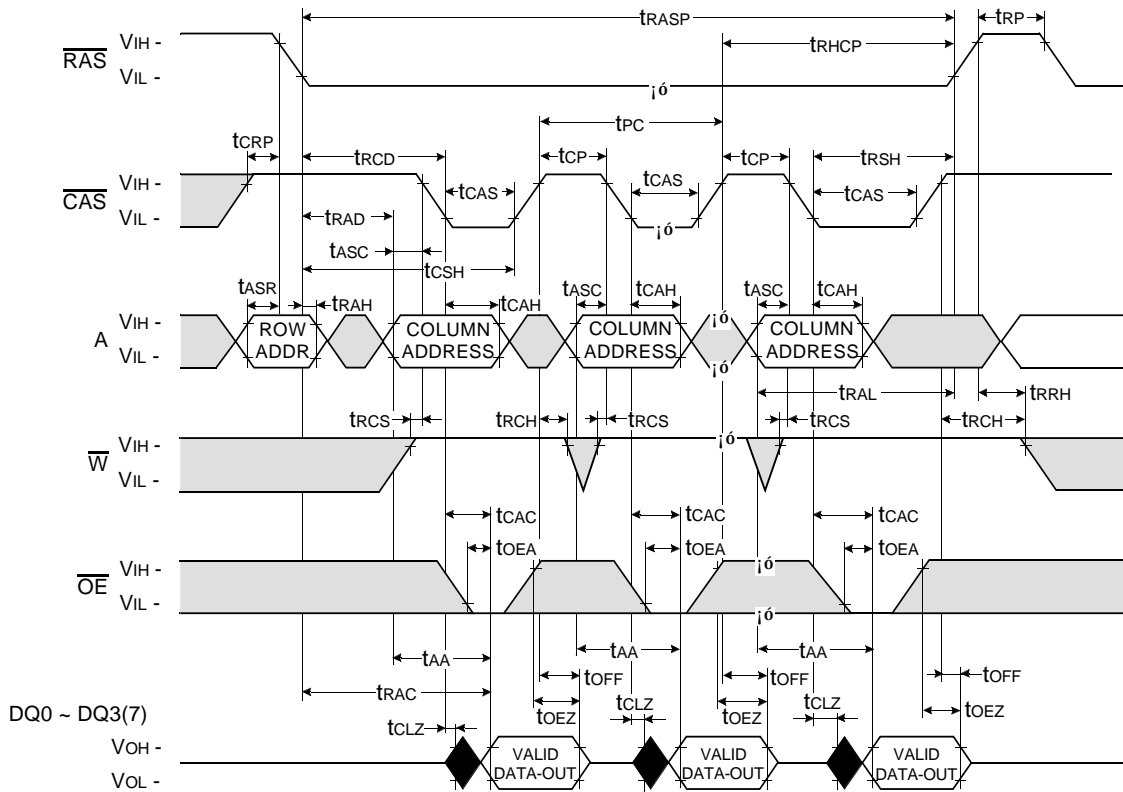 tRASP
tRP
VIH -
RAS
VIL -
tRHCP
¡ó
tPC
tCRP
tRCD
tCP
tCP
tRSH
VIH -
CAS
VIL -
tCAS
tCAS
tCAS
¡ó
tRAD
tASC
tCSH
tASR
tRAH
tCAH
tASC
tCAH
tASC
tCAH
VIH -
A
VIL -
ROW
ADDR
COLUMN
ADDRESS
COLUMN
ADDRESS
¡ó
¡ó
COLUMN
ADDRESS
tRAL
tRRH
tRCS
tRCH
tRCS
tRCS
tRCH
VIH -
W
VIL -
¡ó
tCAC
tCAC
tCAC
tOEA
tOEA
tOEA
VIH -
OE
VIL -
¡ó
¡ó
tAA
tAA
tAA
tOFF
tOFF
tOFF
tRAC
tOEZ
tOEZ
tOEZ
DQ0 ~ DQ3(7)
tCLZ
tCLZ
tCLZ
VOH -
VOL -
VALID
DATA-OUT
VALID
DATA-OUT
VALID
DATA-OUT